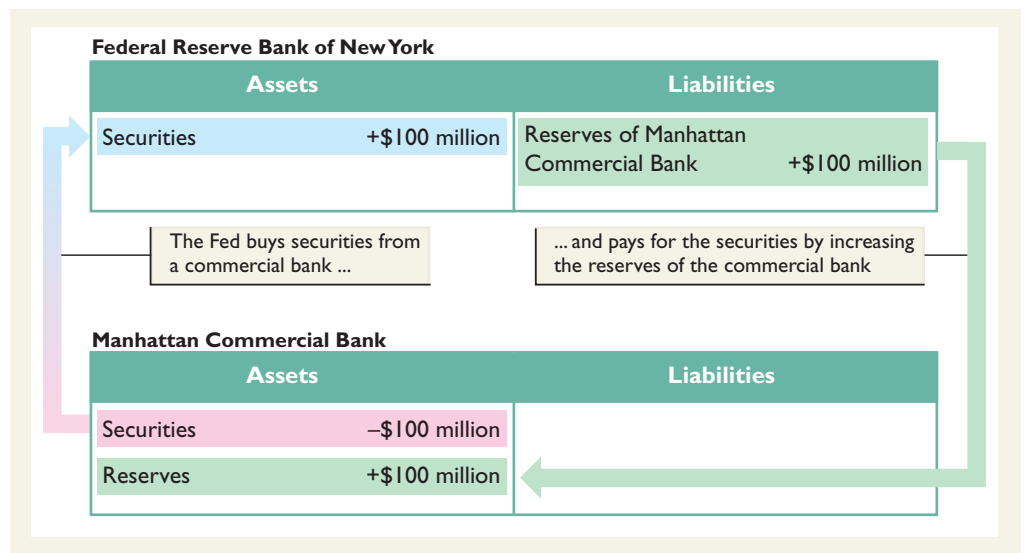 Federal Reserve Bank of New York
Assets Liabilities
Securities +$100 million
Reserves of Manhattan
Commercial Bank +$100 million
The Fed buys securities from
a commercial bank ...
... and pays for the securities by increasing
the reserves of the commercial bank
Manhattan Commercial Bank
Assets Liabilities
Securities –$100 million
Reserves +$100 million